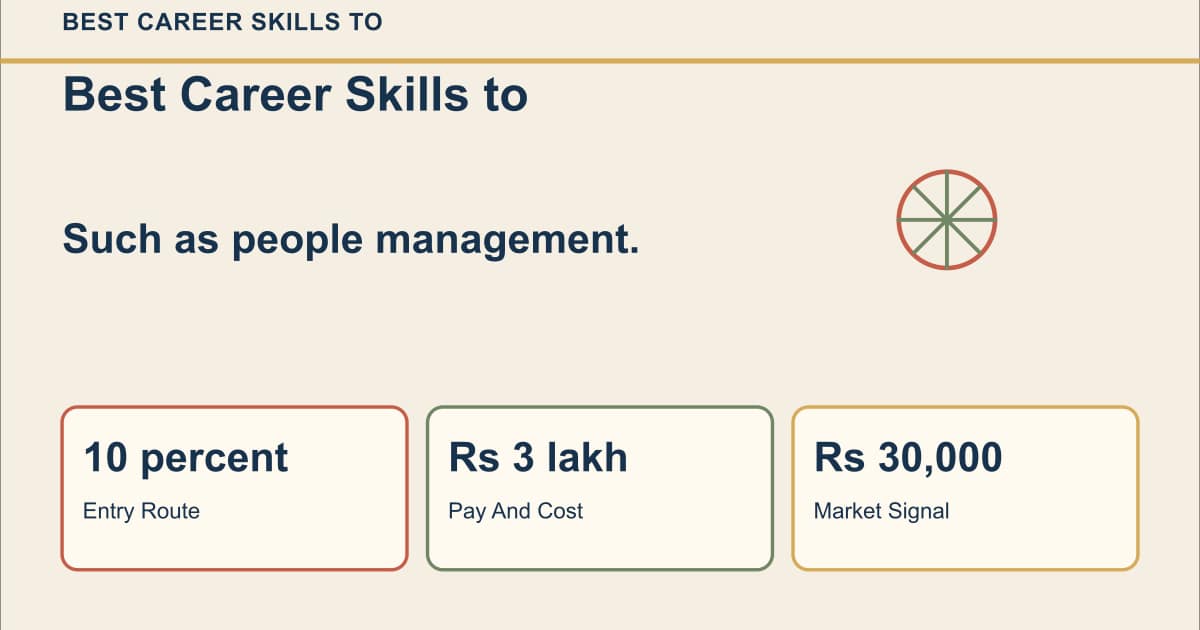 BEST CAREER SKILLS TO
Best Career Skills to
Such as people management.
10 percent
Entry Route
Rs 3 lakh
Pay And Cost
Rs 30,000
Market Signal